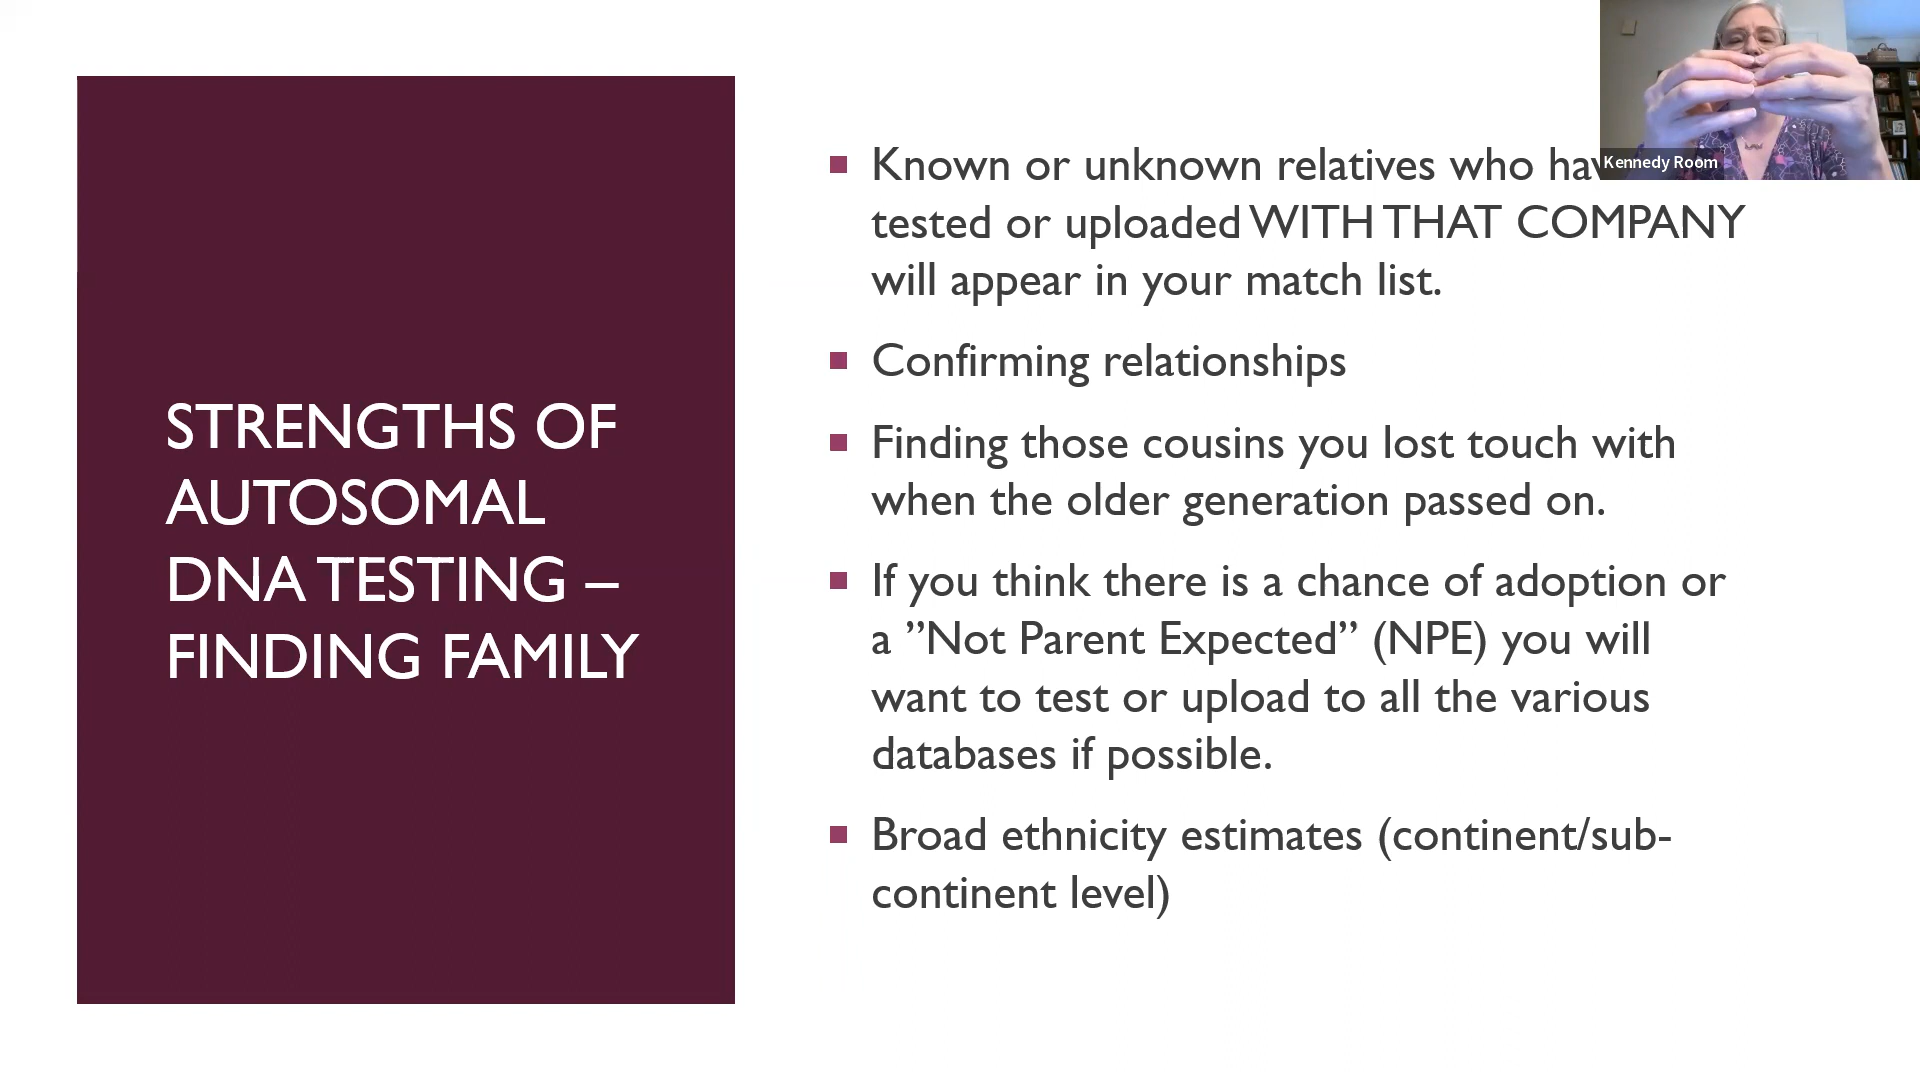 STRENGTHS OF
AUTOSOMAL
DNA TESTING –
FINDING FAMILY
Known or unknown relatives who
tested or uploaded WITH THAT COMPANY
will appear in your match list.
Confirming relationships
Finding those cousins you lost touch with
when the older generation passed on.
If you think there is a chance of adoption or
a ”Not Parent Expected” (NPE) you will
want to test or upload to all the various
databases if possible.
Broad ethnicity estimates (continent/sub-
continent level)
Kennedy Room